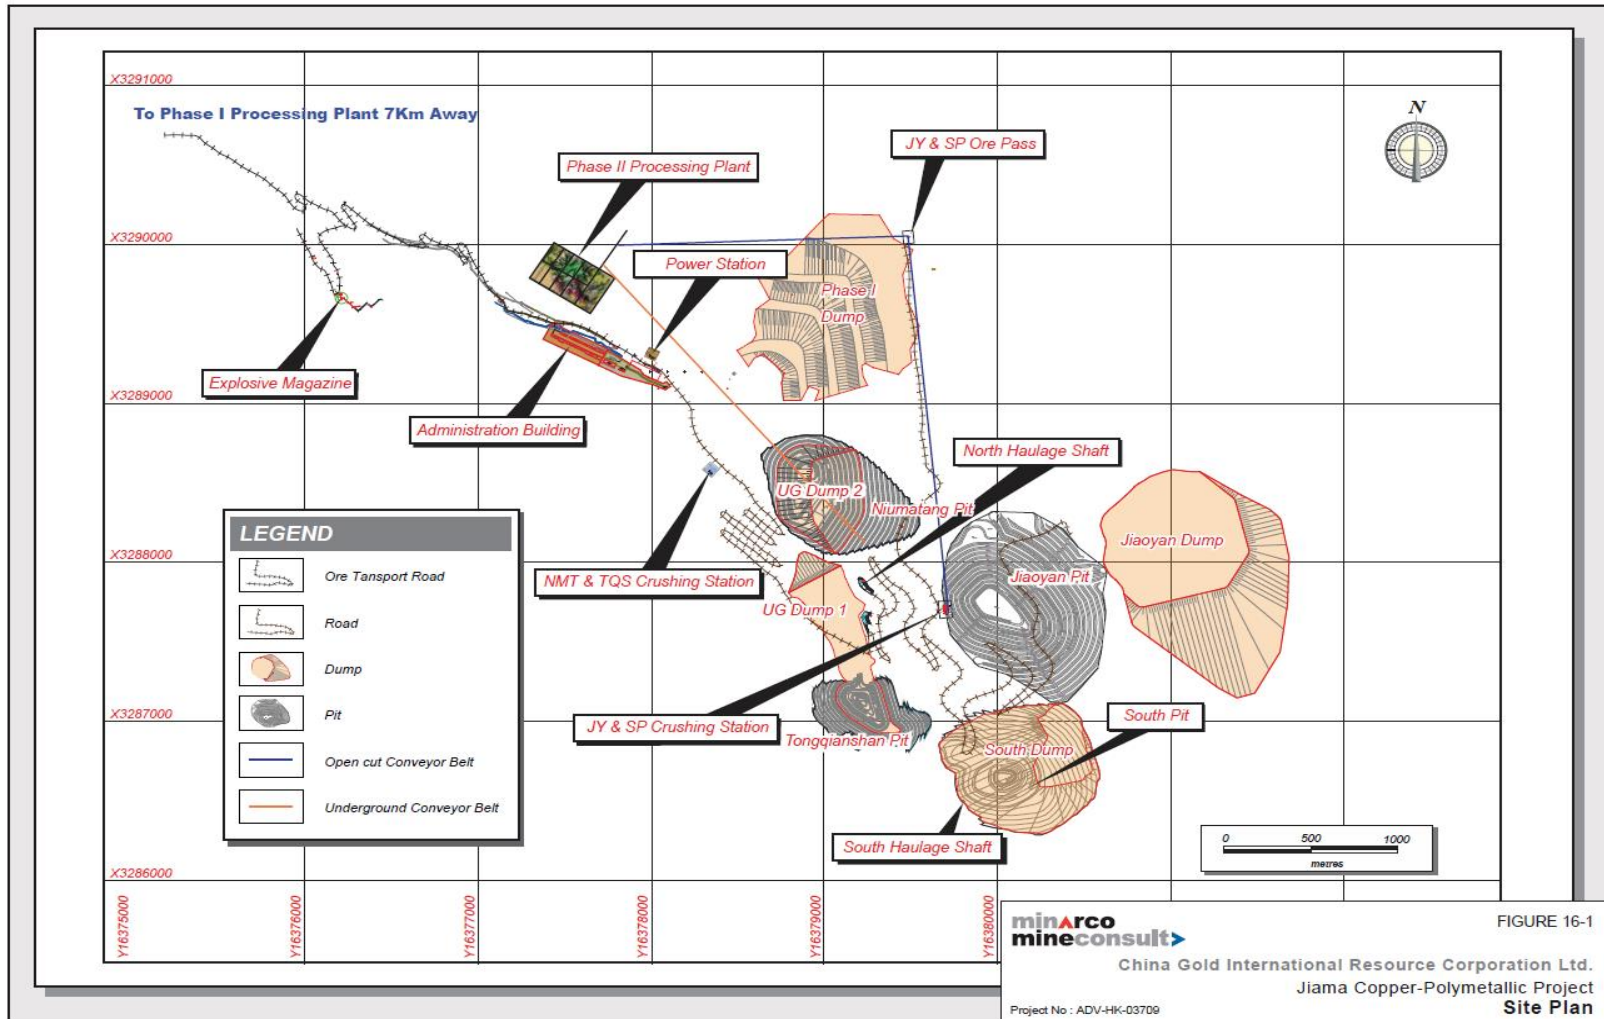 X3291000
To Phase I Processing Plant 7Km Away
N
JY & SP Ore Pass
Phase II Processing Plant
X3290000
Power Station
Phase I
Dump
Explosive Magazine
X3289000
Administration Building
North Haulage Shaft
UG Dump 2
Niumatang Pit
LEGEND
Jiaoyan Dump
X3288000
Ore Tansport Road
NMT & TQS Crushing Station
Jiaoyan Pit
UG Dump 1
Road
Dump
X3287000
Pit
JY & SP Crushing Station
South Pit
Tongqianshan Pit
South Dump
Open cut Conveyor Belt
Underground Conveyor Belt
South Haulage Shaft
0 500 1000
metres
X3286000
Y16375000
Y16376000
Y16377000
Y16378000
Y16379000
Y16380000
minarco
mineconsult
FIGURE 16-1
China Gold International Resource Corporation Ltd.
Jiama Copper-Polymetallic Project
Project No : ADV-HK-03709
Site Plan